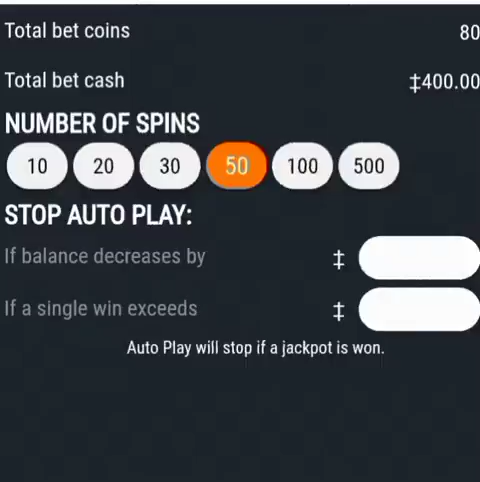 Total bet coins 80
Total bet cash ‡400.00
NUMBER OF SPINS
10 20 30 50 100 500
STOP AUTO PLAY:
If balance decreases by ‡
If a single win exceeds ‡
Auto Play will stop if a jackpot is won.